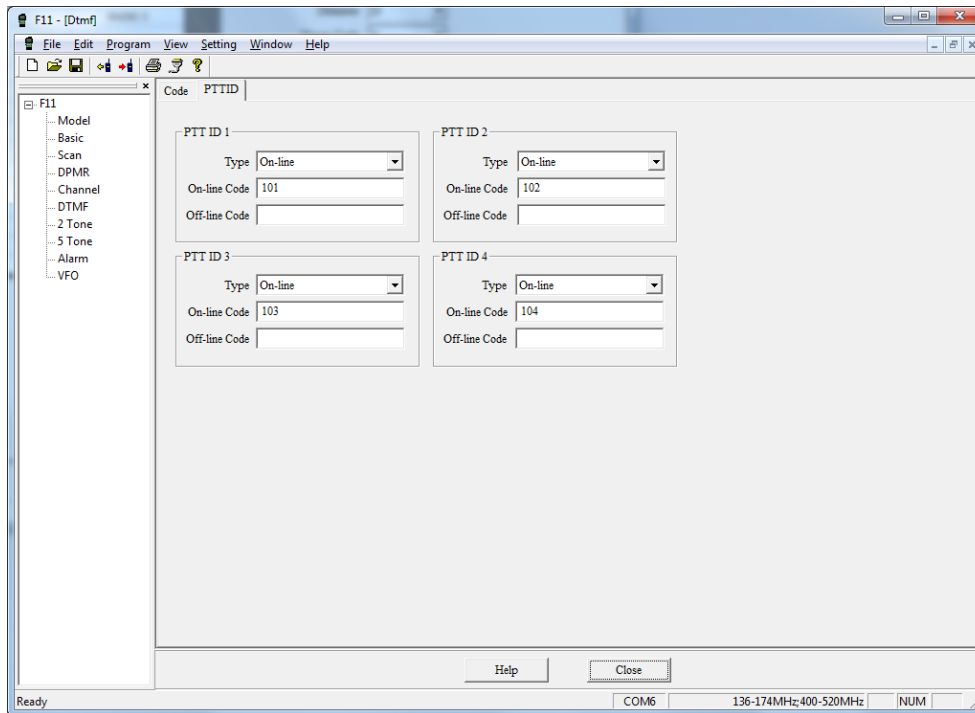 F11 - [Dtmf]
File Edit Program View Setting Window Help
Code PTTID
F11
Model
Basic
Scan
DPMR
Channel
DTMF
2 Tone
5 Tone
Alarm
VFO
PTT ID 1
Type On-line
On-line Code 101
Off-line Code
PTT ID 2
Type On-line
On-line Code 102
Off-line Code
PTT ID 3
Type On-line
On-line Code 103
Off-line Code
PTT ID 4
Type On-line
On-line Code 104
Off-line Code
Help Close
Ready COM6 136-174MHz;400-520MHz NUM